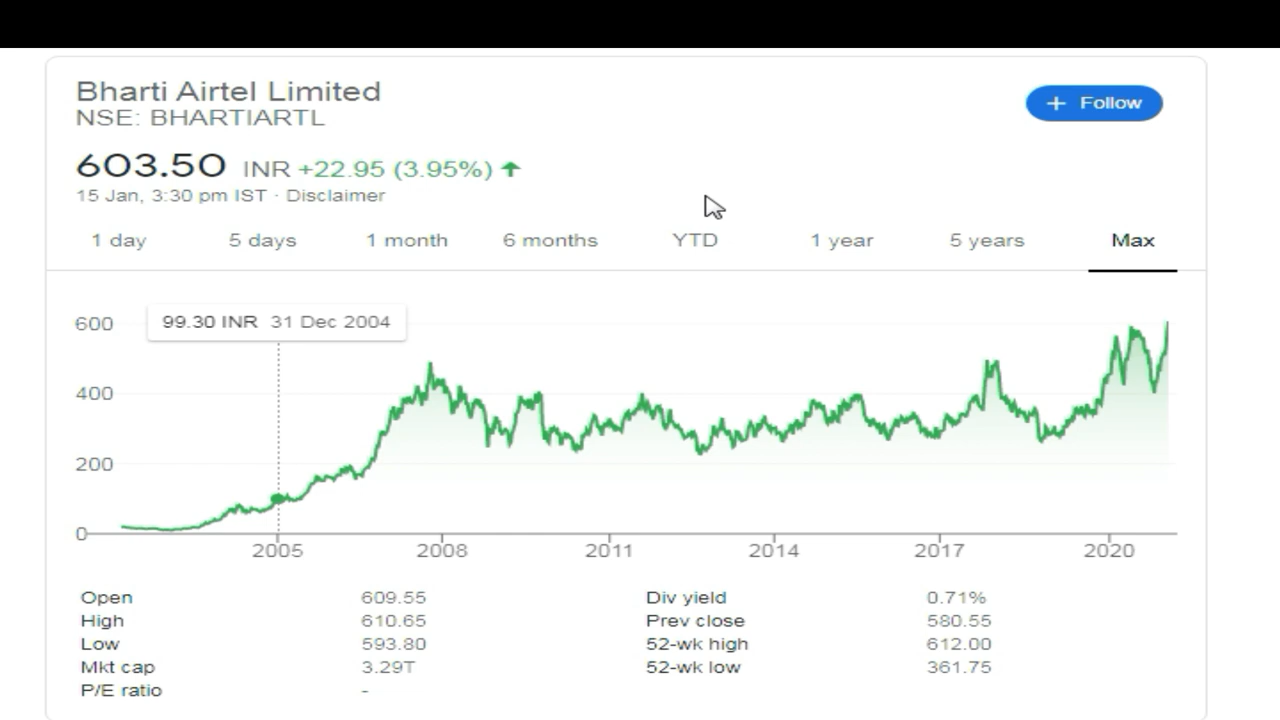 Bharti Airtel Limited
NSE: BHARTIARTL
+ Follow
603.50 INR +22.95 (3.95%) ↑
15 Jan, 3:30 pm IST · Disclaimer
1 day 5 days 1 month 6 months YTD 1 year 5 years Max
99.30 INR 31 Dec 2004
600
400
200
0
2005 2008 2011 2014 2017 2020
Open 609.55 Div yield 0.71%
High 610.65 Prev close 580.55
Low 593.80 52-wk high 612.00
Mkt cap 3.29T 52-wk low 361.75
P/E ratio -